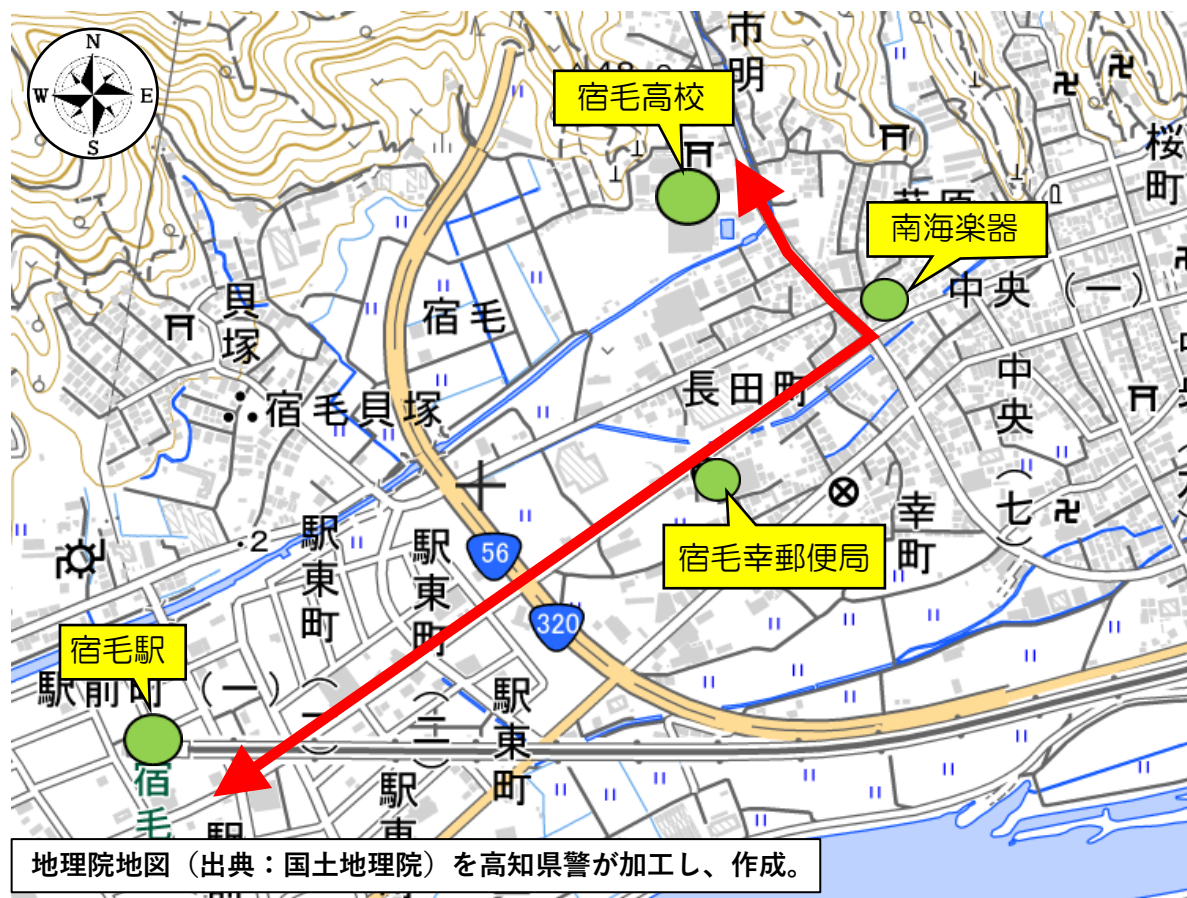 N
W
E
S
市明
宿毛高校
桜町
萩原
南海楽器
中央（一）
宿毛
貝塚
宿毛貝塚
長田町
中央（七）
幸町
宿毛幸郵便局
56
320
2
駅東町
駅東町
宿毛駅
駅前町（一）
（二）
（三）
駅東町
宿毛
地理院地図（出典：国土地理院）を高知県警が加工し、作成。